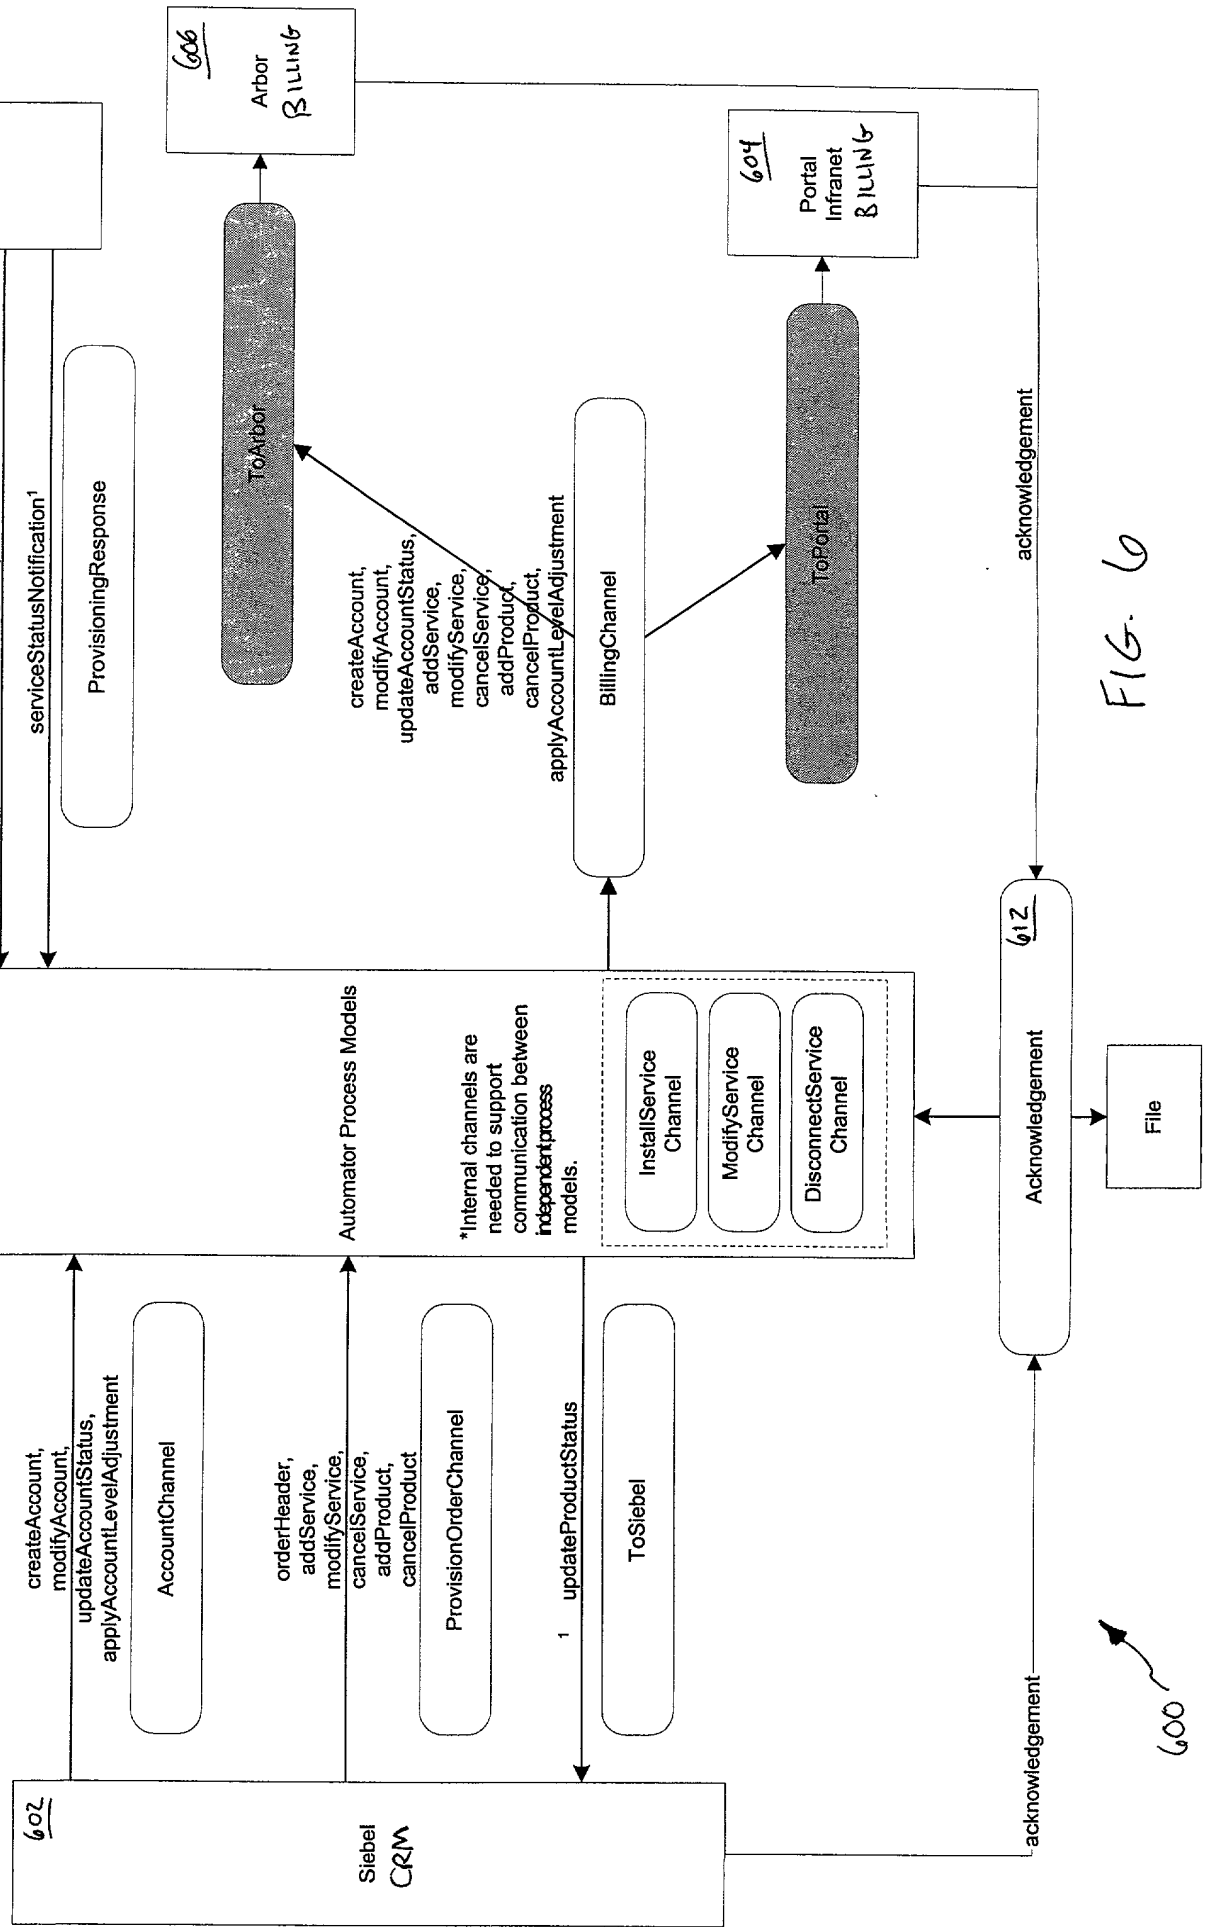 602
Siebel
CRM
createAccount,
modifyAccount,
updateAccountStatus,
applyAccountLevelAdjustment
AccountChannel
orderHeader,
addService,
modifyService,
cancelService,
addProduct,
cancelProduct
ProvisionOrderChannel
1 updateProductStatus
ToSiebel
acknowledgement
600
Automator Process Models
*Internal channels are
needed to support
communication between
independent process
models.
InstallService
Channel
ModifyService
Channel
DisconnectService
Channel
612
Acknowledgement
File
serviceStatusNotification¹
ProvisioningResponse
createAccount,
modifyAccount,
updateAccountStatus,
addService,
modifyService,
cancelService,
addProduct,
cancelProduct,
applyAccountLevelAdjustment
BillingChannel
ToArbor
ToPortal
606
Arbor
BILLING
604
Portal
Infranet
BILLING
acknowledgement
FIG. 6